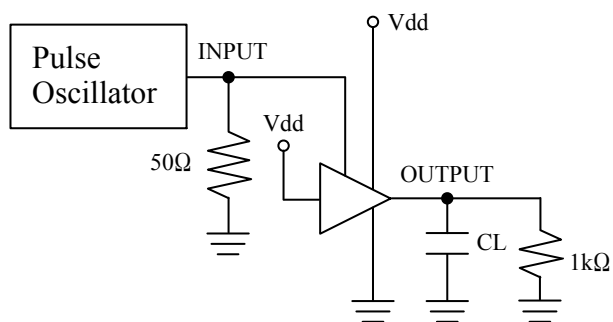 Vdd
Pulse
Oscillator
INPUT
Vdd
50Ω
OUTPUT
CL
1kΩ